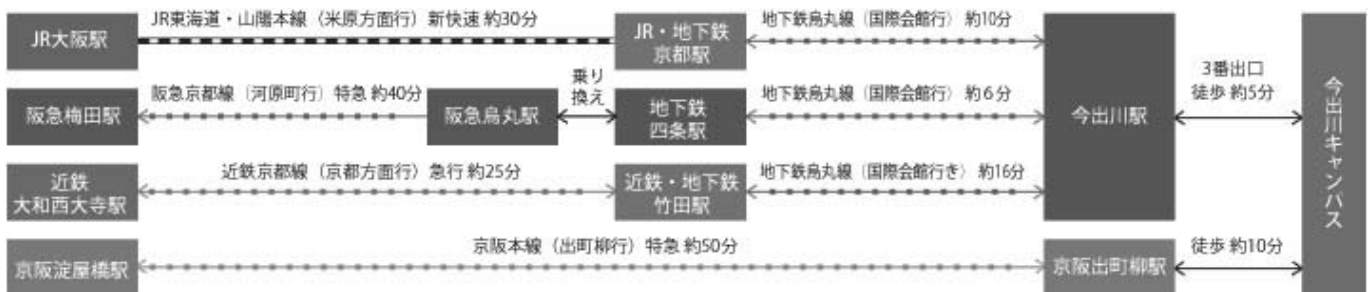 JR東海道・山陽本線（米原方面行）新快速 約30分
地下鉄烏丸線（国際会館行）約10分
JR大阪駅
JR・地下鉄
京都駅
3番出口
徒歩 約5分
阪急京都線（河原町行）特急 約40分
乗り
換え
地下鉄烏丸線（国際会館行）約6分
阪急梅田駅
阪急烏丸駅
地下鉄
四条駅
今出川駅
今出川キャンパス
近鉄京都線（京都方面行）急行 約25分
地下鉄烏丸線（国際会館行き）約16分
近鉄
大和西大寺駅
近鉄・地下鉄
竹田駅
京阪本線（出町柳行）特急 約50分
徒歩 約10分
京阪淀屋橋駅
京阪出町柳駅